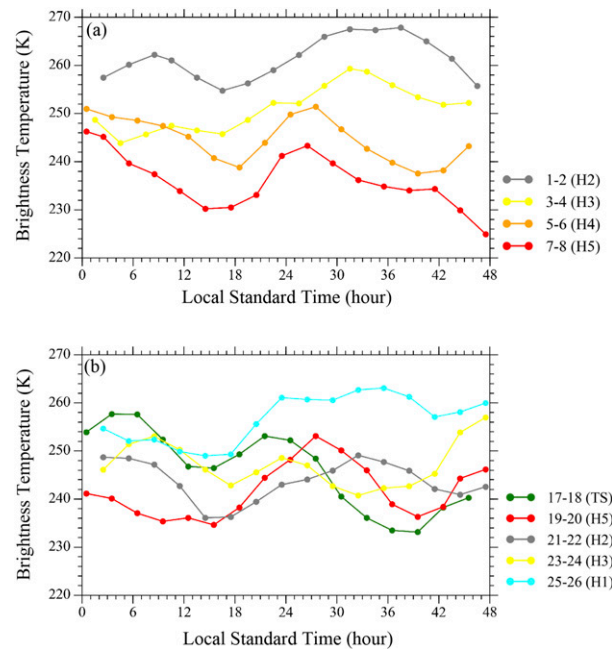 (a)
Brightness Temperature (K)
270
260
250
240
230
220
0 6 12 18 24 30 36 42 48
Local Standard Time (hour)
1-2 (H2)
3-4 (H3)
5-6 (H4)
7-8 (H5)
(b)
Brightness Temperature (K)
270
260
250
240
230
220
0 6 12 18 24 30 36 42 48
Local Standard Time (hour)
17-18 (TS)
19-20 (H5)
21-22 (H2)
23-24 (H3)
25-26 (H1)